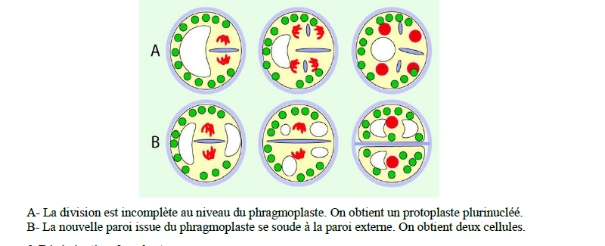 A
B
A- La division est incomplète au niveau du phragmoplaste. On obtient un protoplaste plurinucléé.
B- La nouvelle paroi issue du phragmoplaste se soude à la paroi externe. On obtient deux cellules.